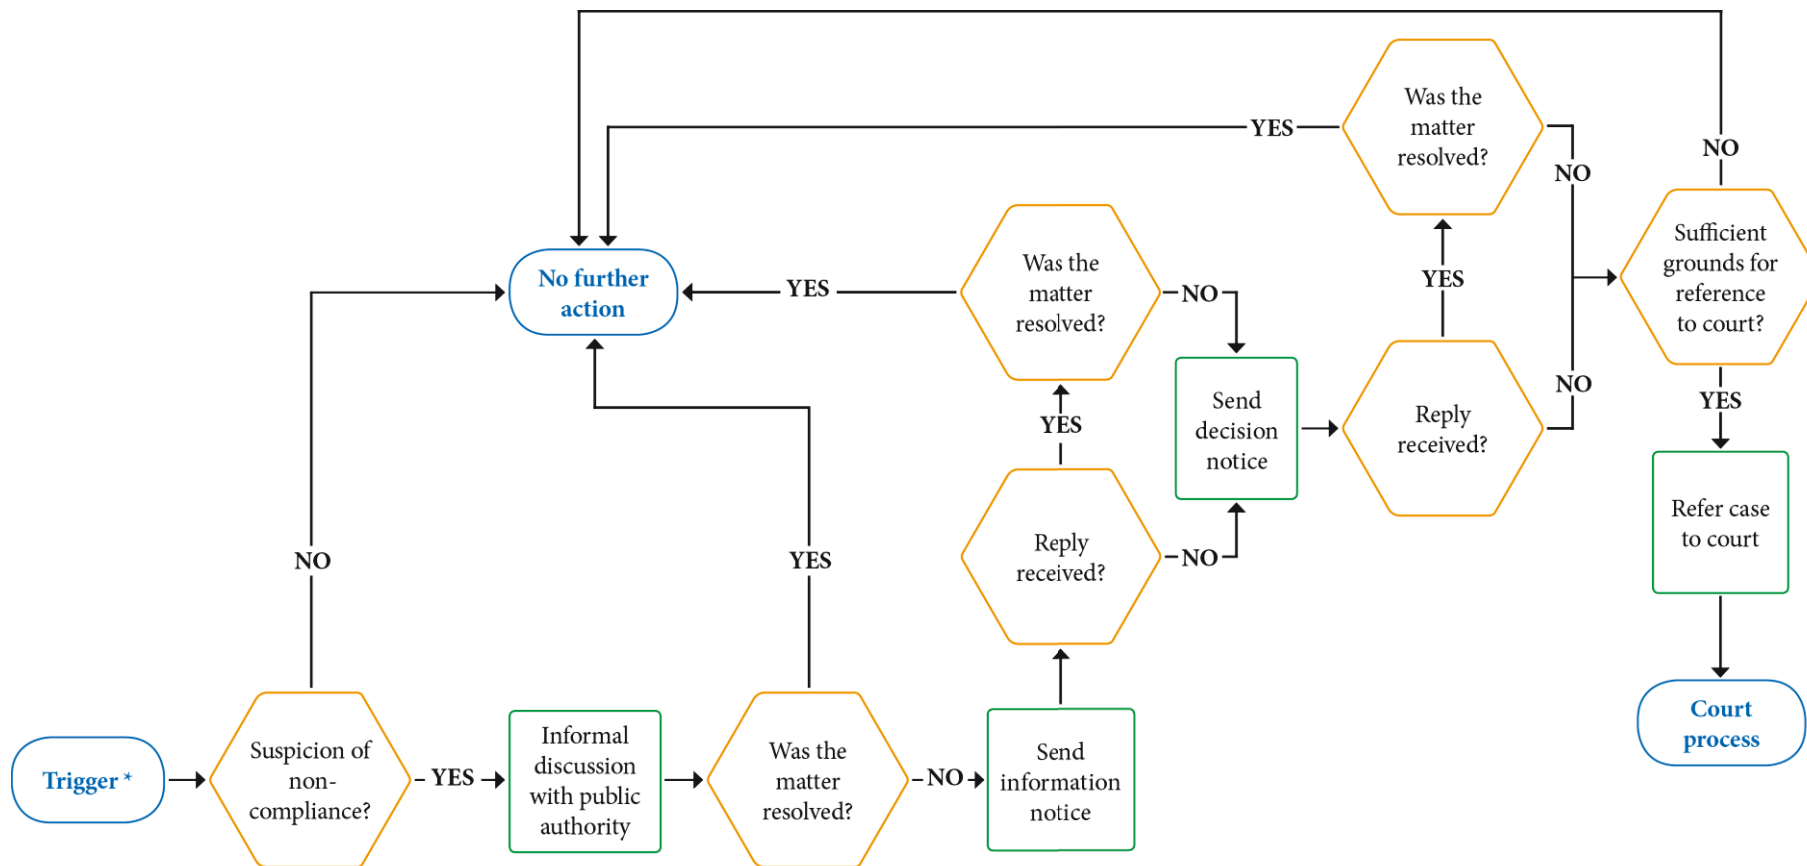 Was the
matter
resolved?
YES
NO
NO
Sufficient
grounds for
reference
to court?
Was the
matter
resolved?
No further
action
YES
NO
YES
Send
decision
notice
Reply
received?
NO
YES
YES
Refer case
to court
Reply
received?
NO
NO
YES
Court
process
Trigger *
Suspicion of
non-
compliance?
YES
Informal
discussion
with public
authority
Was the
matter
resolved?
NO
Send
information
notice